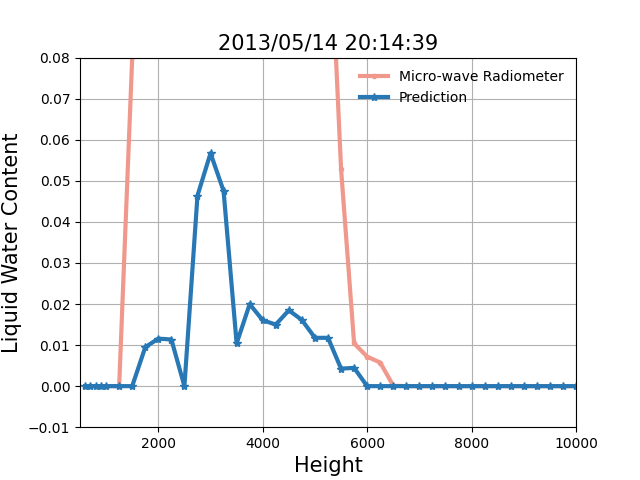 2013/05/14 20:14:39
Micro-wave Radiometer
Prediction
Liquid Water Content
0.08
0.07
0.06
0.05
0.04
0.03
0.02
0.01
0.00
−0.01
2000 4000 6000 8000 10000
Height